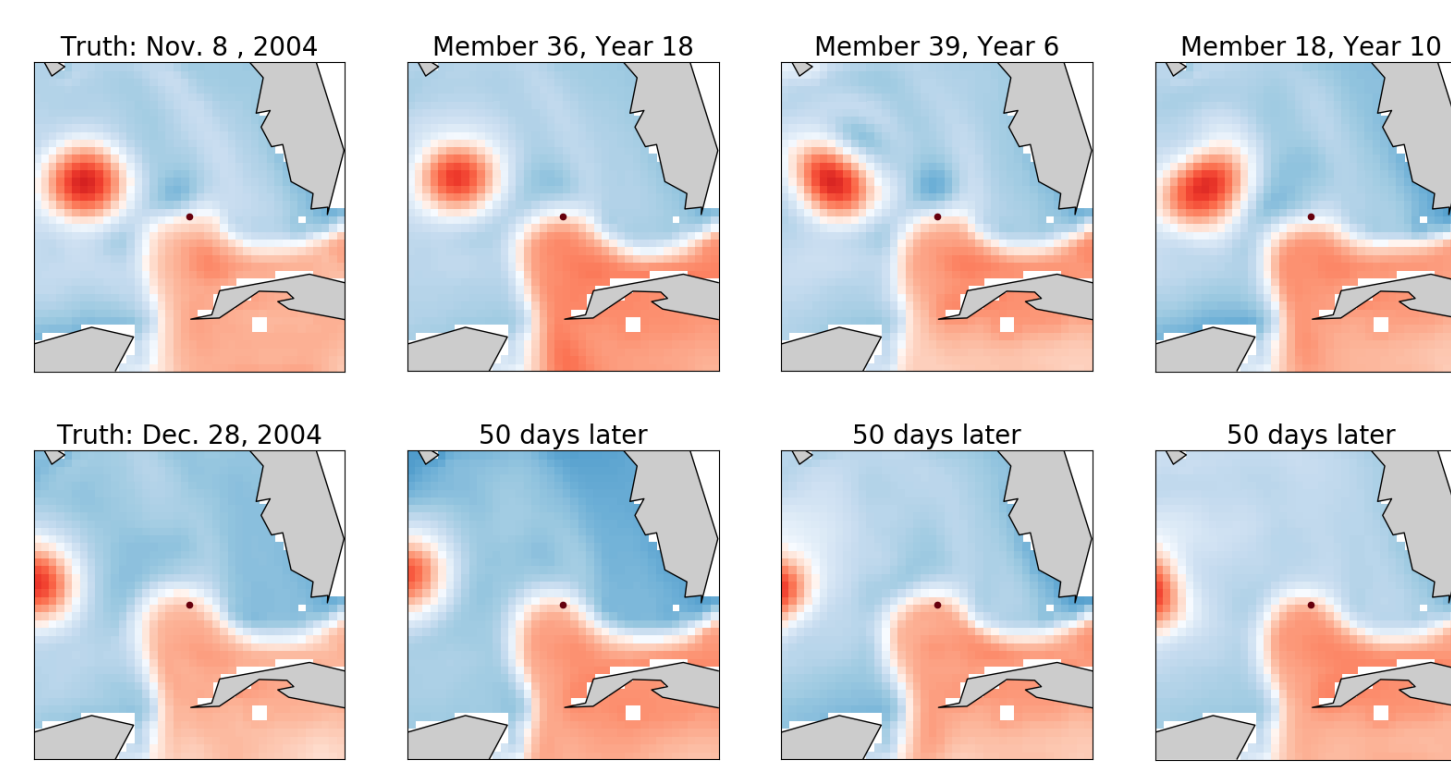 Truth: Nov. 8 , 2004
Member 36, Year 18
Member 39, Year 6
Member 18, Year 10
Truth: Dec. 28, 2004
50 days later
50 days later
50 days later